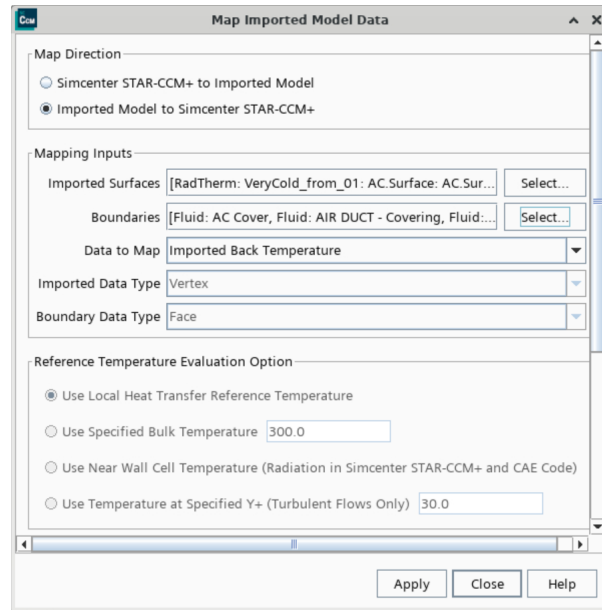 CCM
Map Imported Model Data
Map Direction
Simcenter STAR-CCM+ to Imported Model
Imported Model to Simcenter STAR-CCM+
Mapping Inputs
Imported Surfaces [RadTherm: VeryCold_from_01: AC.Surface: AC.Sur... Select...
Boundaries [Fluid: AC Cover, Fluid: AIR DUCT - Covering, Fluid:... Select...
Data to Map Imported Back Temperature
Imported Data Type Vertex
Boundary Data Type Face
Reference Temperature Evaluation Option
Use Local Heat Transfer Reference Temperature
Use Specified Bulk Temperature 300.0
Use Near Wall Cell Temperature (Radiation in Simcenter STAR-CCM+ and CAE Code)
Use Temperature at Specified Y+ (Turbulent Flows Only) 30.0
Apply Close Help